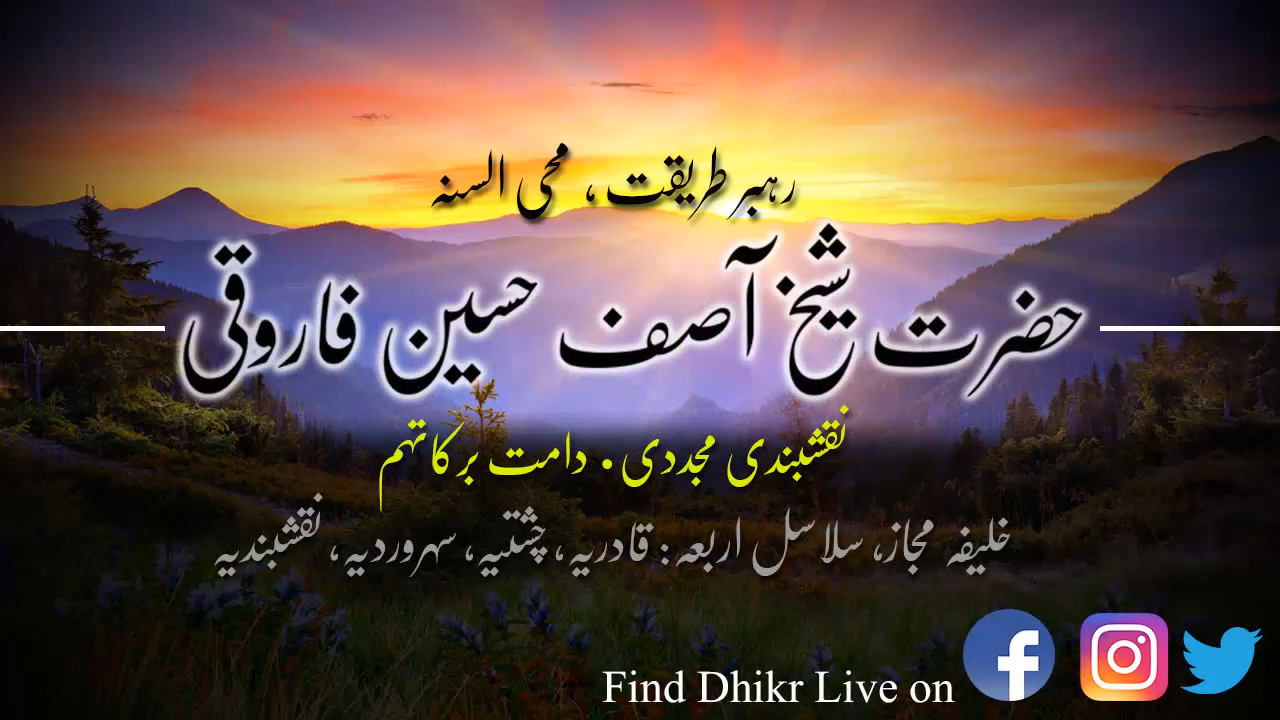 رہبر طریقت ، محی السنہ
حضرت شیخ آصف حسین فاروقی
نقشبندی مجددی • دامت برکاتہم
خلیفہ مجاز، سلاسل اربعہ: قادریہ، چشتیہ، سہروردیہ، نقشبندیہ
Find Dhikr Live on